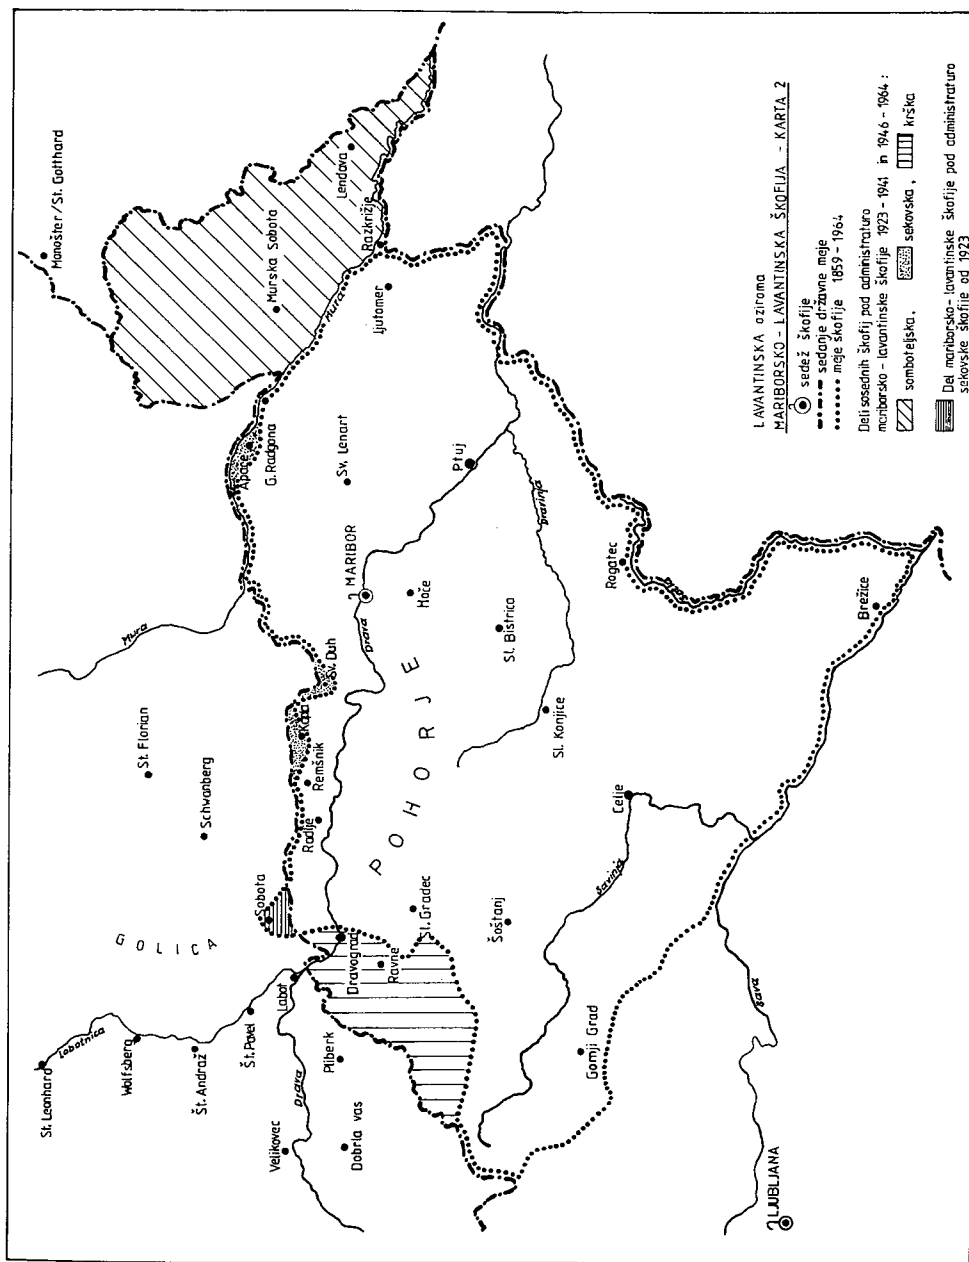 LAVANTINSKA oziroma
MARIBORSKO - LAVANTINSKA ŠKOFIJA - KARTA 2
sedež škofije
sedanje državne meje
meje škofije 1859 - 1964
Deli sosednih škofij pod administraturo
mariborsko - lavantinske škofije 1923 - 1941 in 1946 - 1964 :
somboteljska,
sekovska,
krška
Del mariborsko - lavantinske škofije pod administraturo
sekovske škofije od 1923
St. Leonhard
Labotnica
Wolfsberg
Št. Andraž
Št. Pavel
GOLICA
Velikovec
Drava
Labot
Pliberk
Dobrla vas
Sobota
Dravograd
Ravne
Sl. Gradec
Šoštanj
Gornji Grad
LJUBLJANA
Sava
Savinja
Celje
St. Florian
Schwanberg
Radlje
Remšnik
Kapa
Sv. Duh
POHORJE
Mura
MARIBOR
Drava
Hoče
Sl. Bistrica
Sl. Konjice
Dravinja
Ptuj
Sv. Lenart
Apače
G. Radgona
Rogatec
Brežice
Monošter / St. Gotthard
Murska Sobota
Mura
Lendava
Razkrižje
Ljutomer